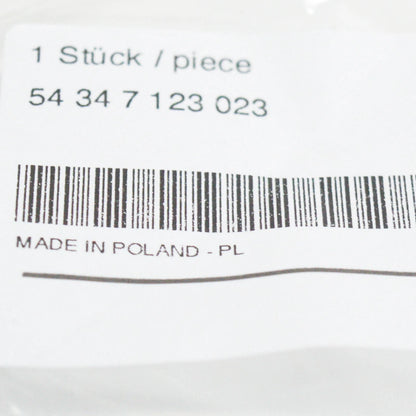 1 Stück / piece
54 34 7 123 023
MADE IN POLAND - PL